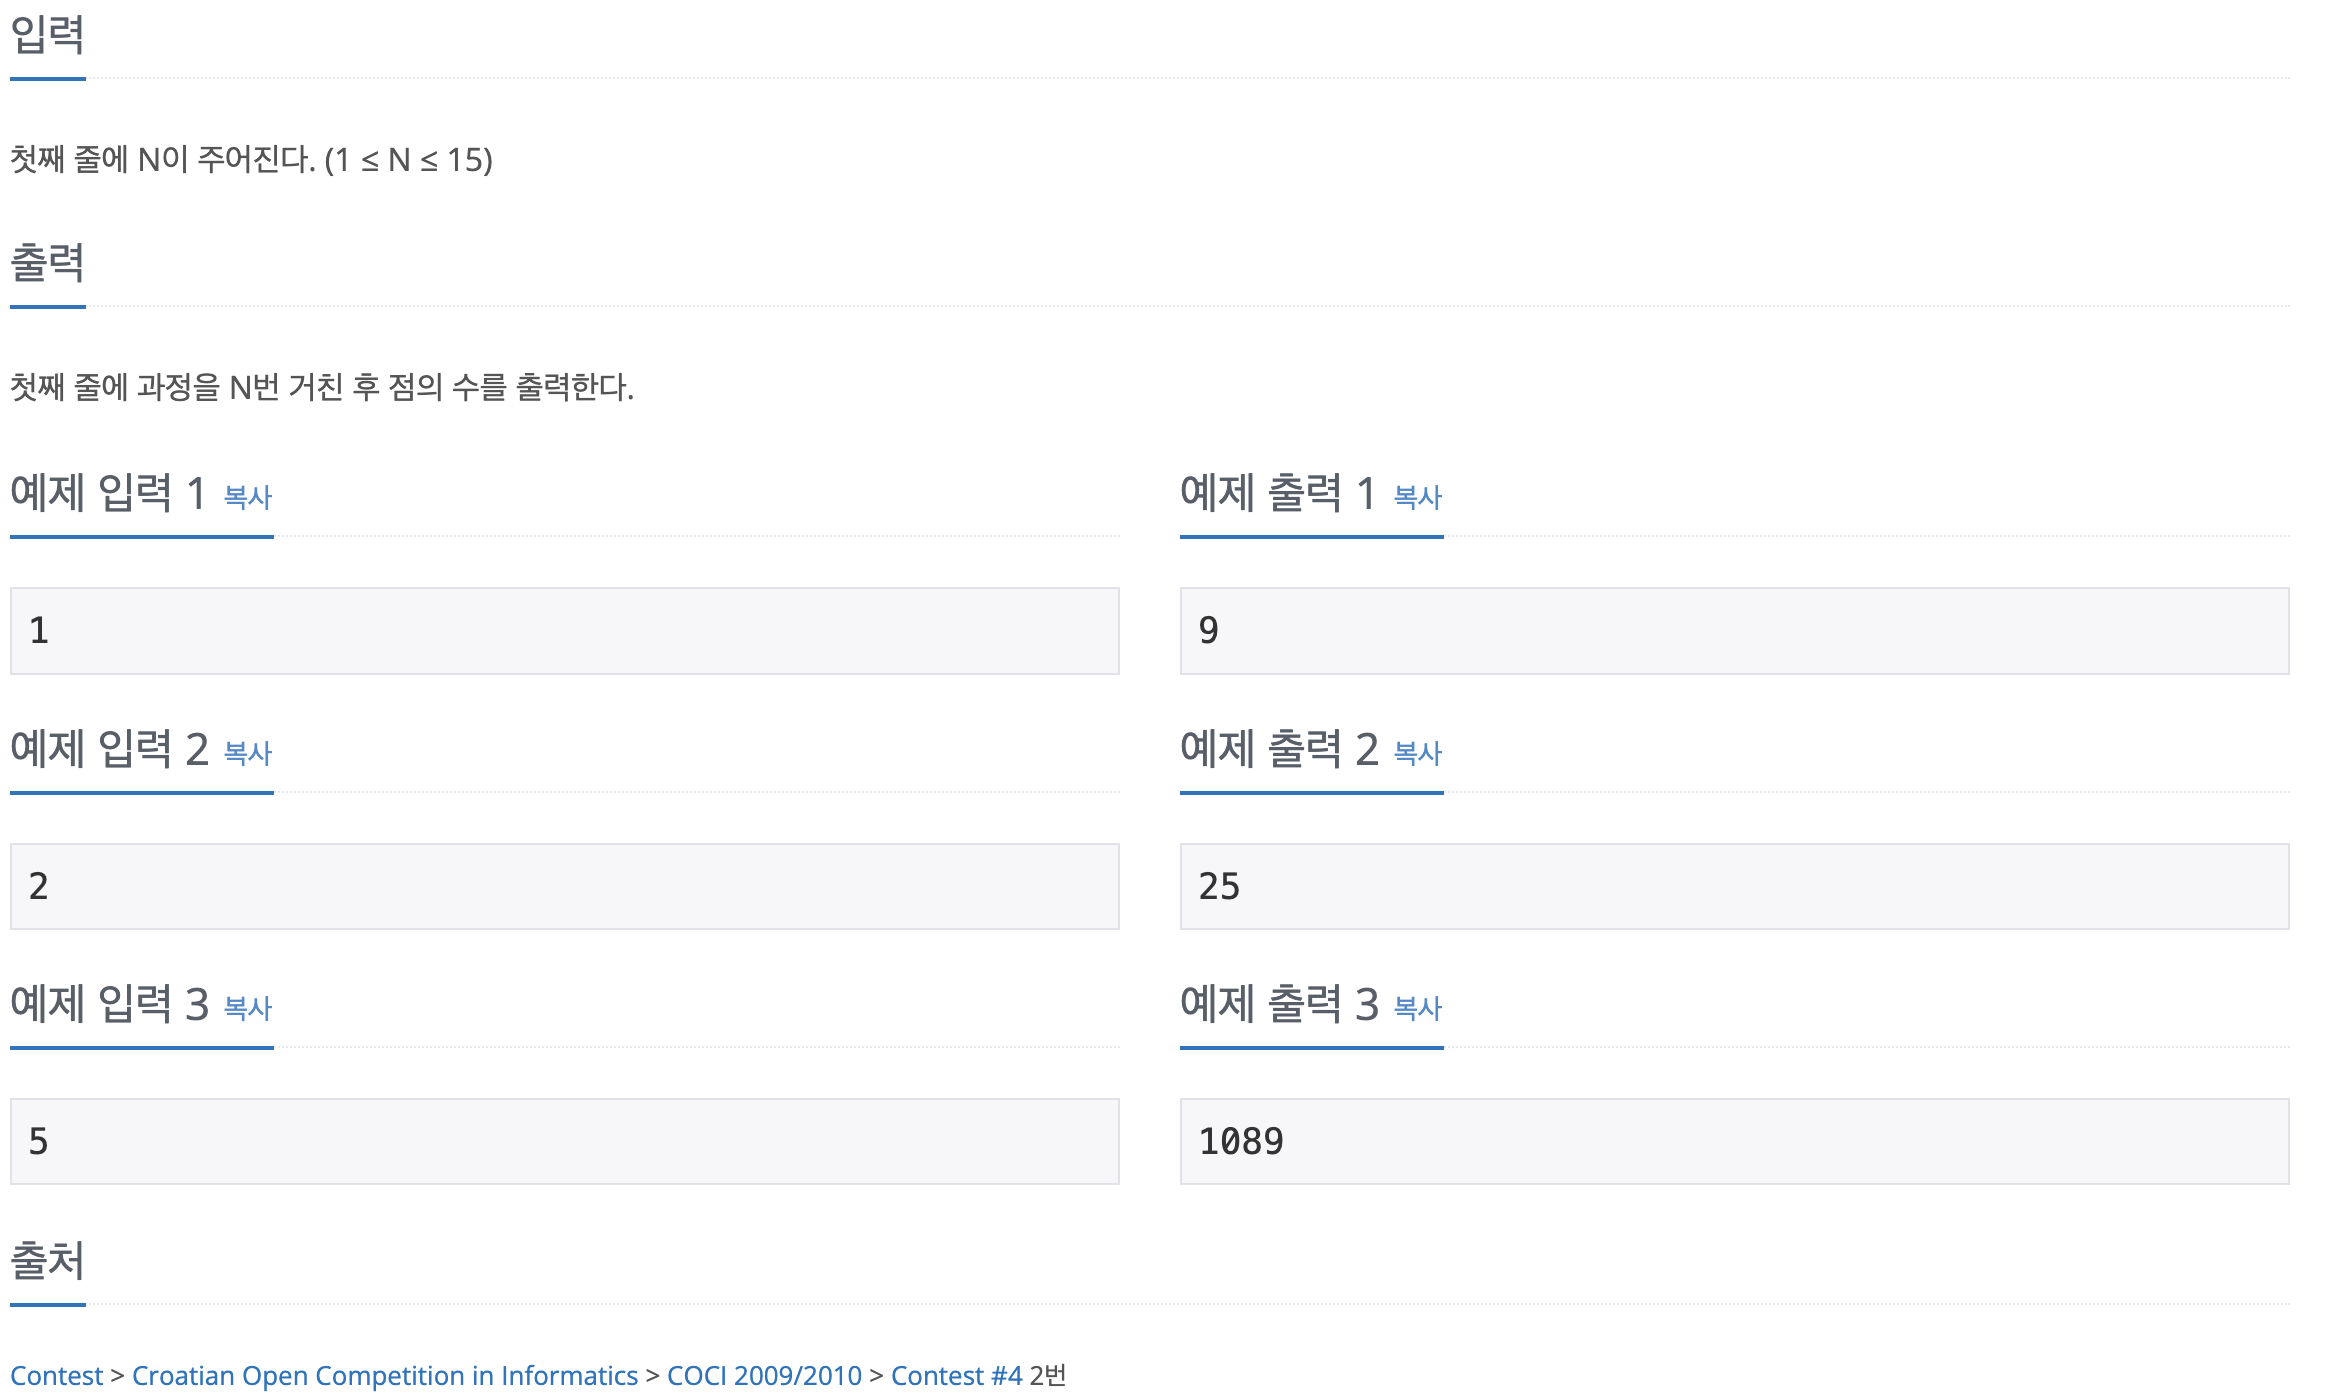 입력
첫째 줄에 N이 주어진다. (1 ≤ N ≤ 15)
출력
첫째 줄에 과정을 N번 거친 후 점의 수를 출력한다.
예제 입력 1 복사
예제 출력 1 복사
1
9
예제 입력 2 복사
예제 출력 2 복사
2
25
예제 입력 3 복사
예제 출력 3 복사
5
1089
출처
Contest > Croatian Open Competition in Informatics > COCI 2009/2010 > Contest #4 2번